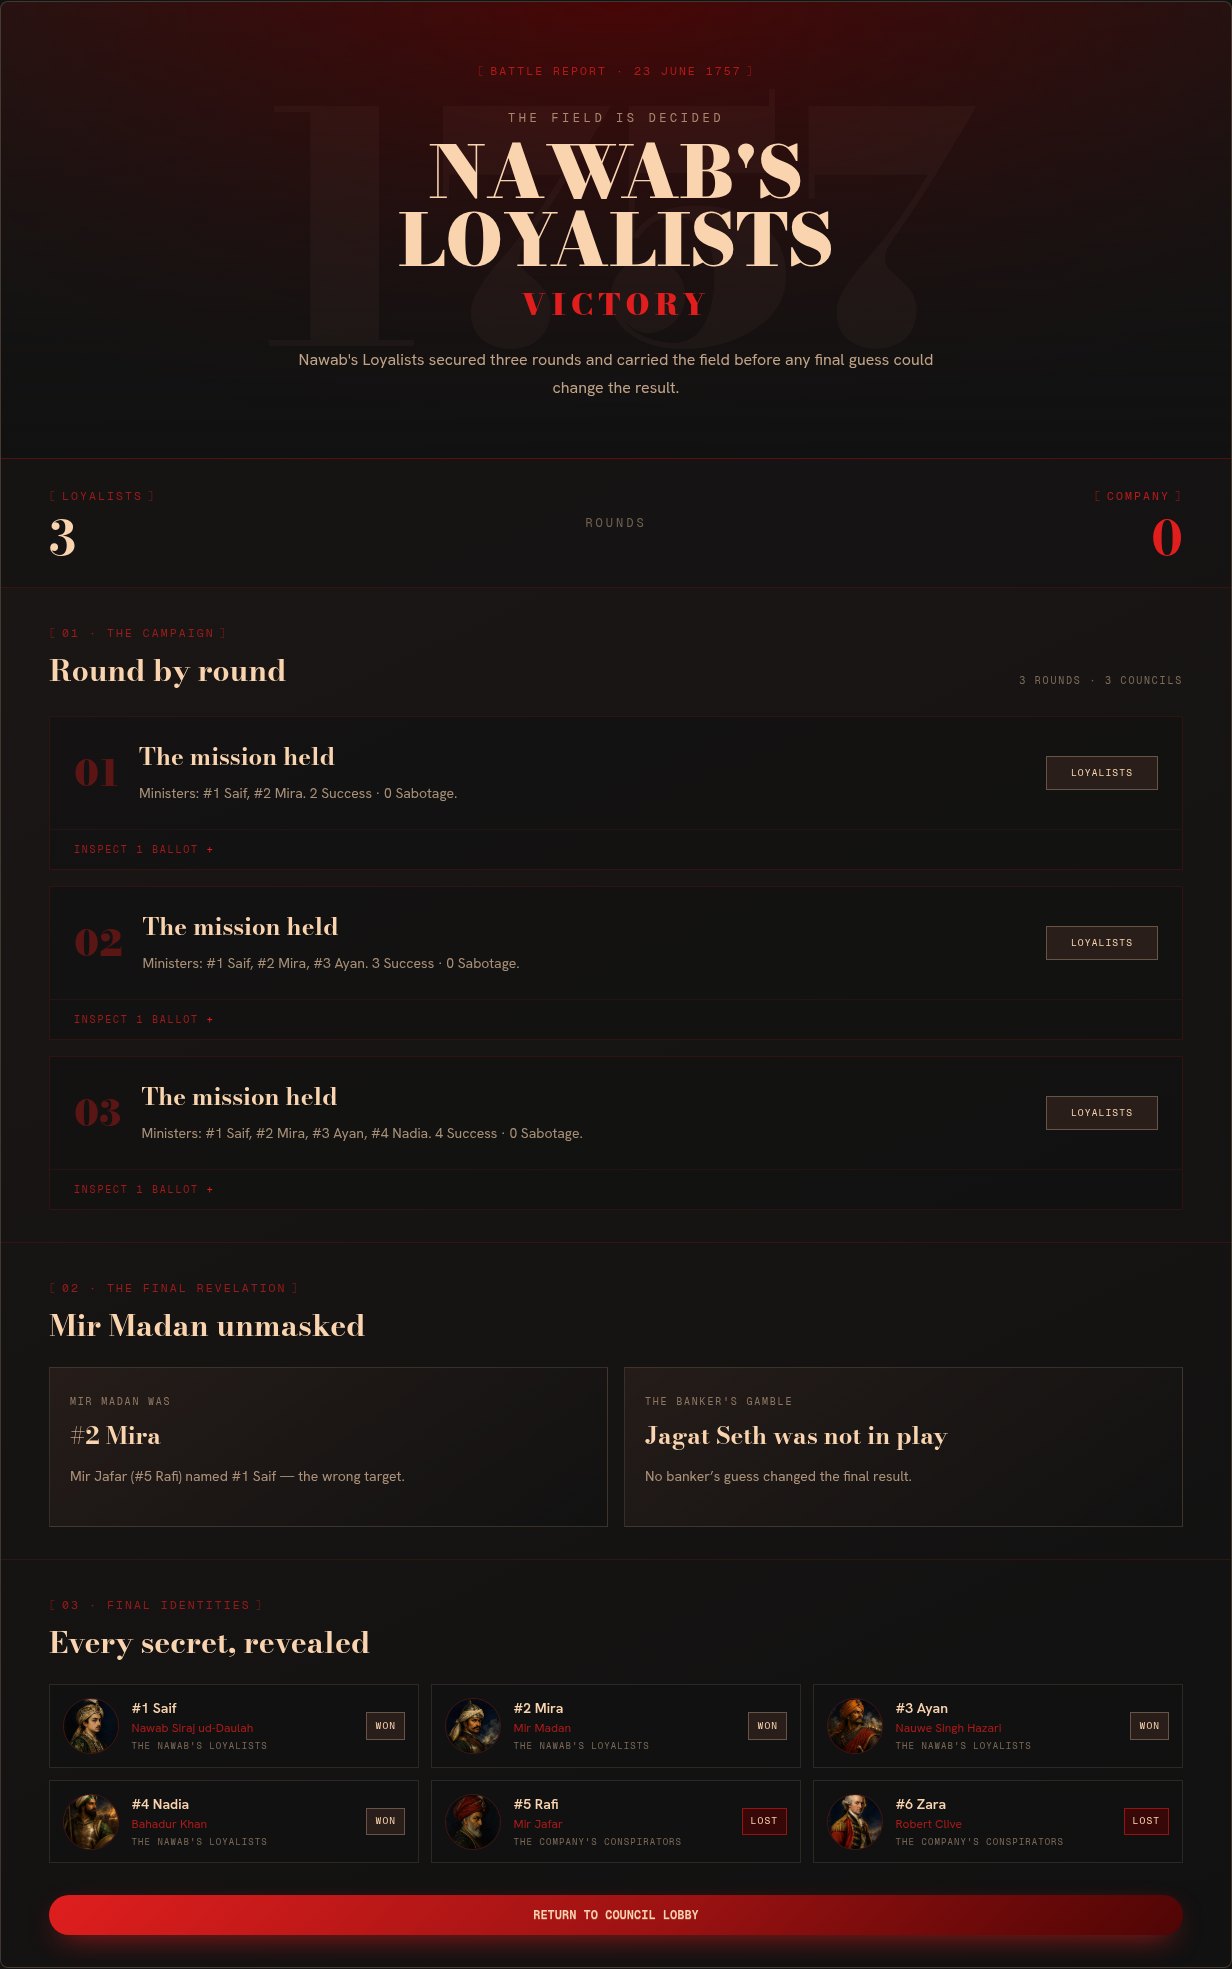 [ BATTLE REPORT · 23 JUNE 1757 ]
1757
THE FIELD IS DECIDED
NAWAB'S
LOYALISTS
VICTORY
Nawab's Loyalists secured three rounds and carried the field before any final guess could
change the result.
[ LOYALISTS ]
3
ROUNDS
[ COMPANY ]
0
[ 01 · THE CAMPAIGN ]
Round by round
3 ROUNDS · 3 COUNCILS
01
The mission held
Ministers: #1 Saif, #2 Mira. 2 Success · 0 Sabotage.
LOYALISTS
INSPECT 1 BALLOT +
02
The mission held
Ministers: #1 Saif, #2 Mira, #3 Ayan. 3 Success · 0 Sabotage.
LOYALISTS
INSPECT 1 BALLOT +
03
The mission held
Ministers: #1 Saif, #2 Mira, #3 Ayan, #4 Nadia. 4 Success · 0 Sabotage.
LOYALISTS
INSPECT 1 BALLOT +
[ 02 · THE FINAL REVELATION ]
Mir Madan unmasked
MIR MADAN WAS
#2 Mira
Mir Jafar (#5 Rafi) named #1 Saif — the wrong target.
THE BANKER'S GAMBLE
Jagat Seth was not in play
No banker’s guess changed the final result.
[ 03 · FINAL IDENTITIES ]
Every secret, revealed
#1 Saif
Nawab Siraj ud-Daulah
THE NAWAB'S LOYALISTS
WON
#2 Mira
Mir Madan
THE NAWAB'S LOYALISTS
WON
#3 Ayan
Nauwe Singh Hazari
THE NAWAB'S LOYALISTS
WON
#4 Nadia
Bahadur Khan
THE NAWAB'S LOYALISTS
WON
#5 Rafi
Mir Jafar
THE COMPANY'S CONSPIRATORS
LOST
#6 Zara
Robert Clive
THE COMPANY'S CONSPIRATORS
LOST
RETURN TO COUNCIL LOBBY